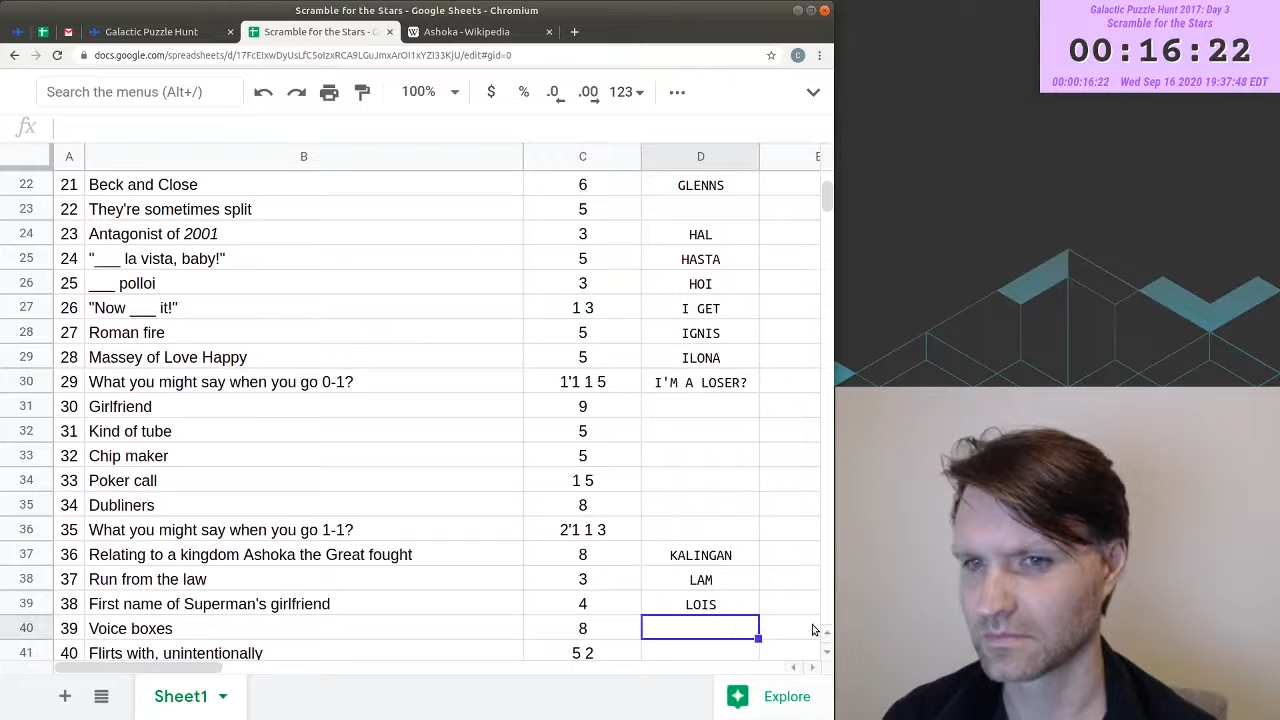 Scramble for the Stars - Google Sheets - Chromium
Galactic Puzzle Hunt
Scramble for the Stars - G
Ashoka - Wikipedia
docs.google.com/spreadsheets/d/17FcEIxwDyUsLfC5oIzxRCA9LGuJmxArOI1xYZI33KjU/edit#gid=0
Search the menus (Alt+/)
100%
$ % .0 .00 123
fx
A B C D E
22 21 Beck and Close 6 GLENNS
23 22 They're sometimes split 5
24 23 Antagonist of 2001 3 HAL
25 24 "___ la vista, baby!" 5 HASTA
26 25 ___ polloi 3 HOI
27 26 "Now ___ it!" 1 3 I GET
28 27 Roman fire 5 IGNIS
29 28 Massey of Love Happy 5 ILONA
30 29 What you might say when you go 0-1? 1'1 1 5 I'M A LOSER?
31 30 Girlfriend 9
32 31 Kind of tube 5
33 32 Chip maker 5
34 33 Poker call 1 5
35 34 Dubliners 8
36 35 What you might say when you go 1-1? 2'1 1 3
37 36 Relating to a kingdom Ashoka the Great fought 8 KALINGAN
38 37 Run from the law 3 LAM
39 38 First name of Superman's girlfriend 4 LOIS
40 39 Voice boxes 8
41 40 Flirts with, unintentionally 5 2
Sheet1
Explore
Galactic Puzzle Hunt 2017: Day 3
Scramble for the Stars
00:16:22
00:00:16:22 Wed Sep 16 2020 19:37:48 EDT